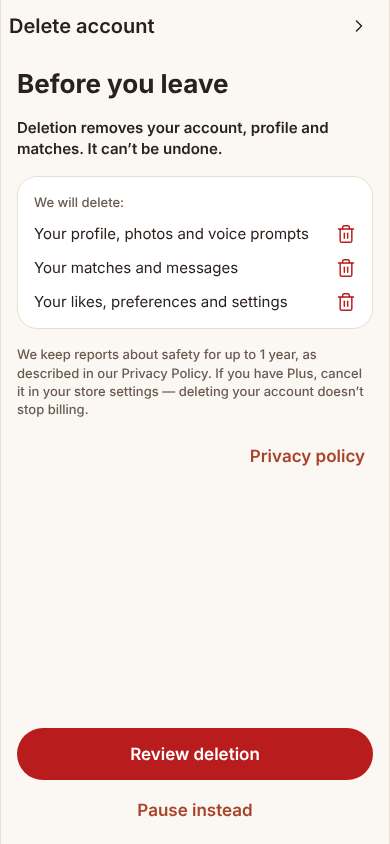 Delete account
Before you leave
Deletion removes your account, profile and
matches. It can’t be undone.
We will delete:
Your profile, photos and voice prompts
Your matches and messages
Your likes, preferences and settings
We keep reports about safety for up to 1 year, as
described in our Privacy Policy. If you have Plus, cancel
it in your store settings — deleting your account doesn’t
stop billing.
Privacy policy
Review deletion
Pause instead